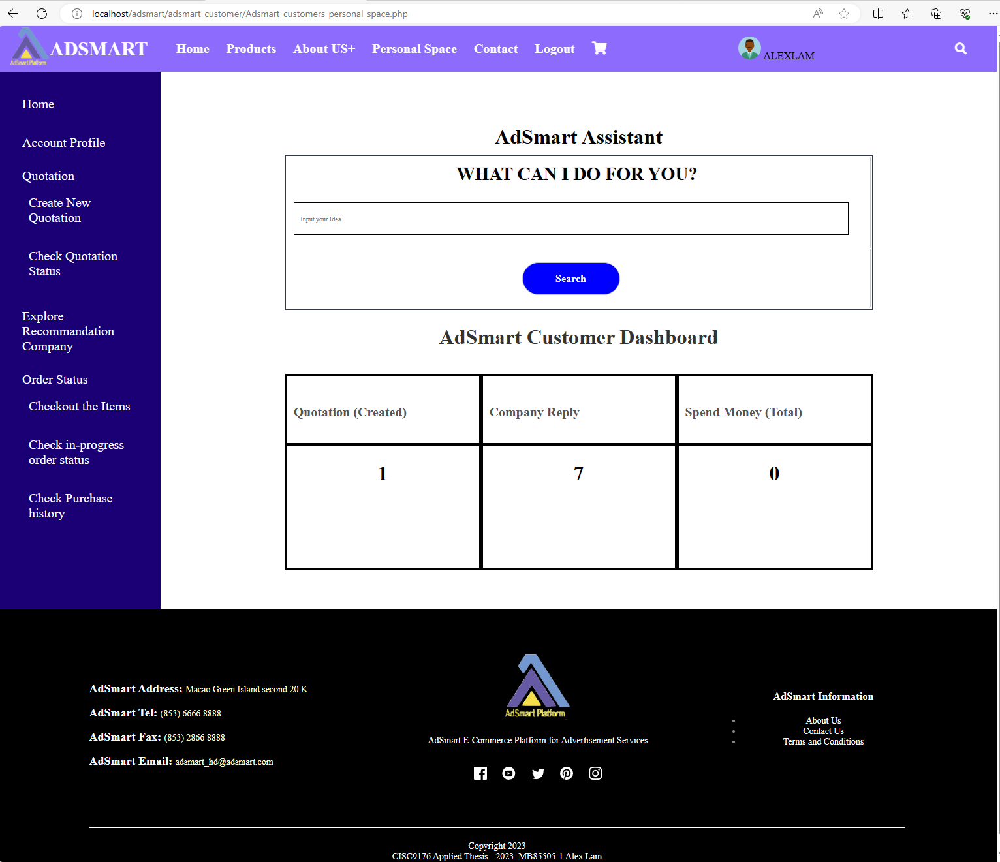 localhost/adsmart/adsmart_customer/Adsmart_customers_personal_space.php
AdSmart Platform
ADSMART
Home
Products
About US+
Personal Space
Contact
Logout
ALEXLAM
Home
Account Profile
Quotation
Create New
Quotation
Check Quotation
Status
Explore
Recommandation
Company
Order Status
Checkout the Items
Check in-progress
order status
Check Purchase
history
AdSmart Assistant
WHAT CAN I DO FOR YOU?
Input your Idea
Search
AdSmart Customer Dashboard
Quotation (Created)
Company Reply
Spend Money (Total)
1
7
0
AdSmart Address: Macao Green Island second 20 K
AdSmart Tel: (853) 6666 8888
AdSmart Fax: (853) 2866 8888
AdSmart Email: adsmart_hd@adsmart.com
AdSmart Platform
AdSmart E-Commerce Platform for Advertisement Services
AdSmart Information
About Us
Contact Us
Terms and Conditions
Copyright 2023
CISC9176 Applied Thesis - 2023: MB85505-1 Alex Lam